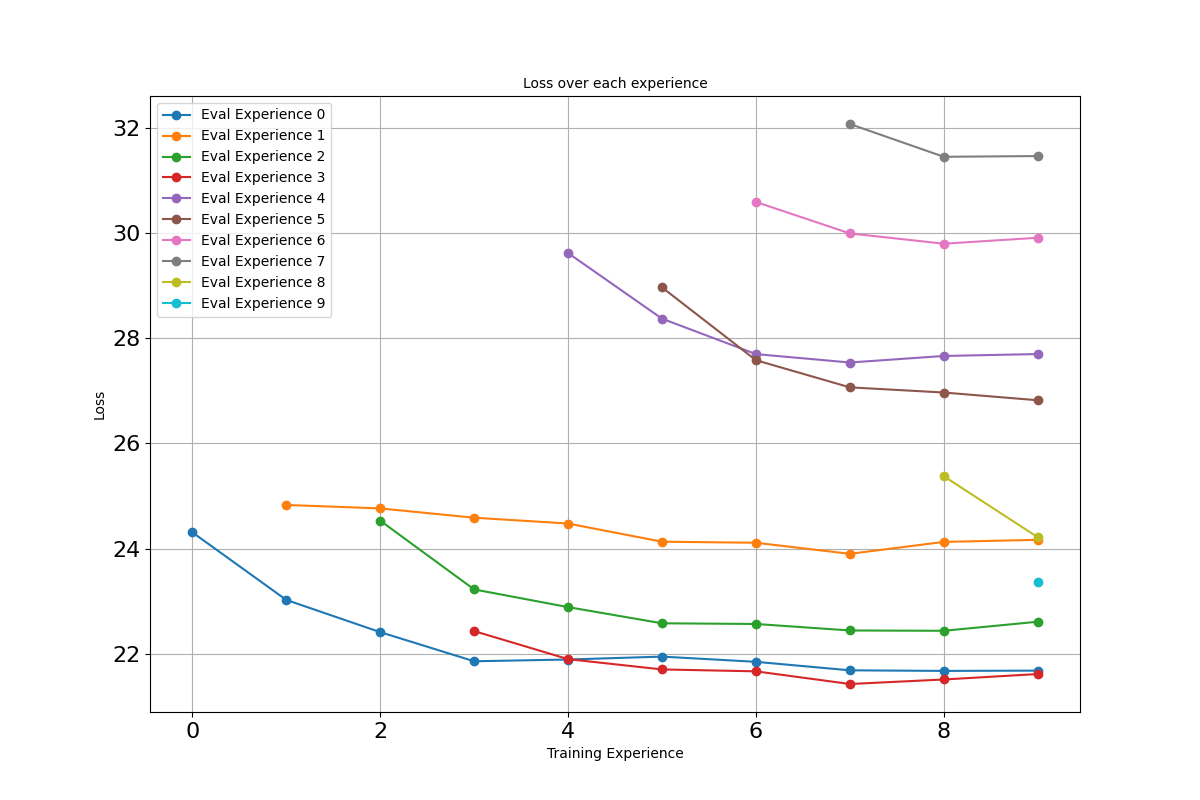 Loss over each experience
Eval Experience 0
Eval Experience 1
Eval Experience 2
Eval Experience 3
Eval Experience 4
Eval Experience 5
Eval Experience 6
Eval Experience 7
Eval Experience 8
Eval Experience 9
32
30
28
26
24
22
Loss
0 2 4 6 8
Training Experience